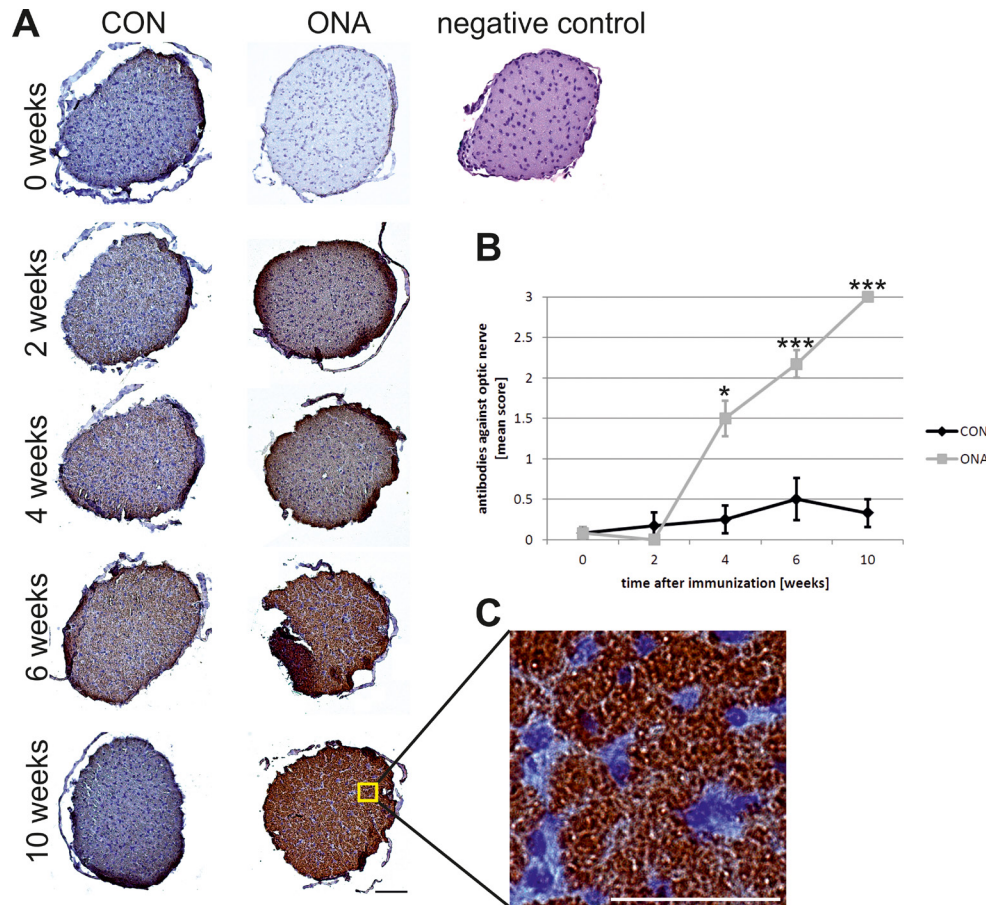 A
CON
ONA
negative control
0 weeks
2 weeks
4 weeks
6 weeks
10 weeks
B
antibodies against optic nerve
[mean score]
3
2.5
2
1.5
1
0.5
0
*
***
***
0
2
4
6
10
time after immunization [weeks]
CON
ONA
C